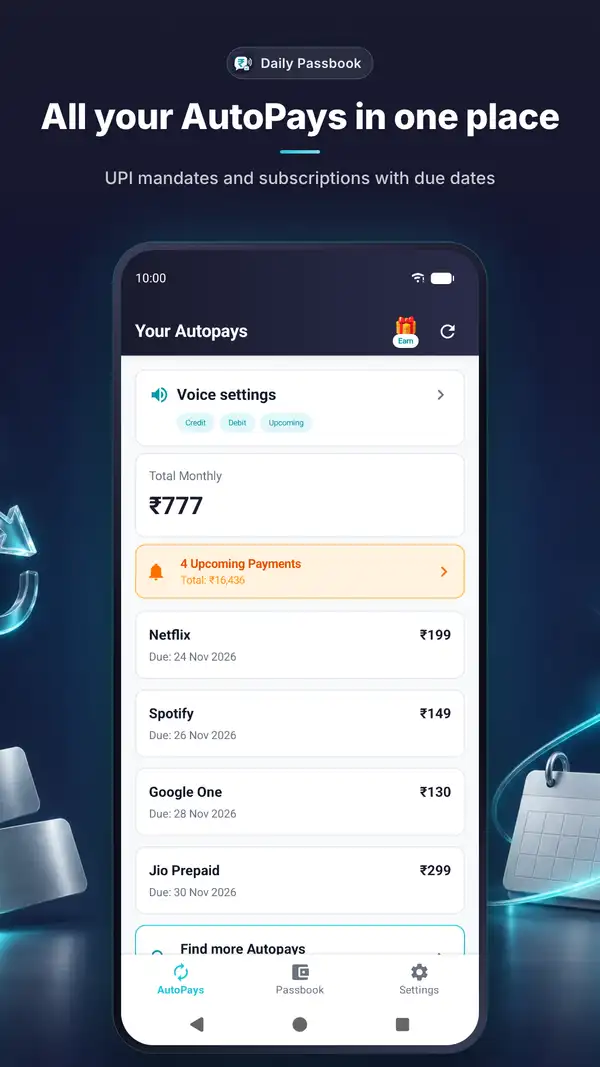 Daily Passbook
All your AutoPays in one place
UPI mandates and subscriptions with due dates
10:00
Your Autopays
Earn
Voice settings
Credit Debit Upcoming
Total Monthly
₹777
4 Upcoming Payments
Total: ₹16,436
Netflix ₹199
Due: 24 Nov 2026
Spotify ₹149
Due: 26 Nov 2026
Google One ₹130
Due: 28 Nov 2026
Jio Prepaid ₹299
Due: 30 Nov 2026
Find more Autopays
AutoPays Passbook Settings